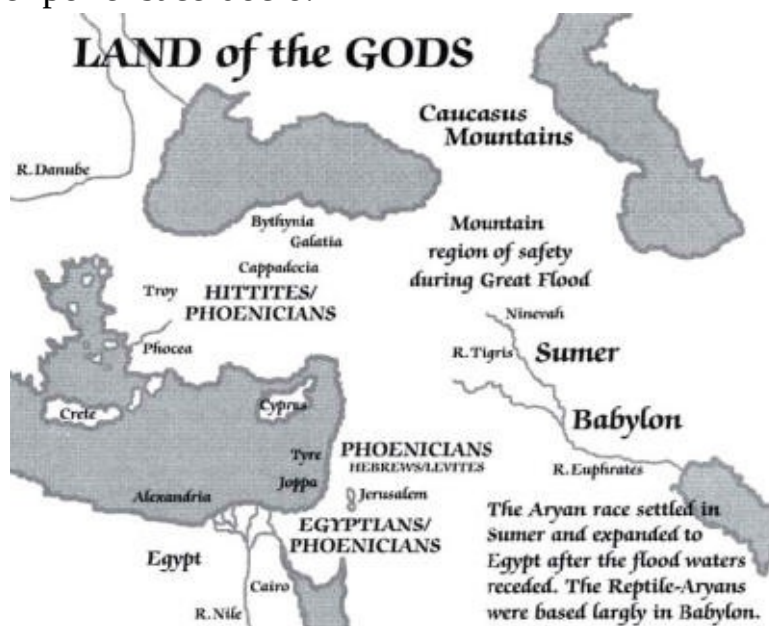 LAND of the GODS
Caucasus
Mountains
R. Danube
Bythynia
Galatia
Cappadocia
Mountain
region of safety
during Great Flood
Troy
HITTITES/
PHOENICIANS
Phocea
Ninevah
R. Tigris
Sumer
Crete
Cyprus
Babylon
Tyre
PHOENICIANS
HEBREWS/LEVITES
R. Euphrates
Joppa
Jerusalem
Alexandria
EGYPTIANS/
PHOENICIANS
Egypt
Cairo
R. Nile
The Aryan race settled in
Sumer and expanded to
Egypt after the flood waters
receded. The Reptile-Aryans
were based largely in Babylon.